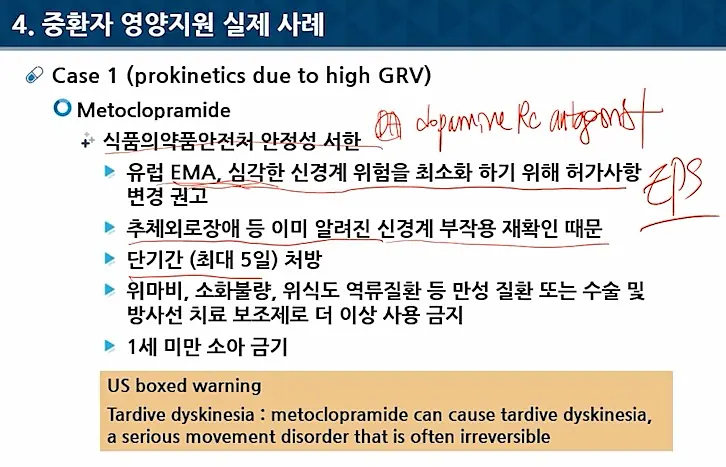 4. 중환자 영양지원 실제 사례
Case 1 (prokinetics due to high GRV)
Metoclopramide
식품의약품안전처 안정성 서한
dopamine Rc antagonist
유럽 EMA, 심각한 신경계 위험을 최소화 하기 위해 허가사항
변경 권고
EPS
추체외로장애 등 이미 알려진 신경계 부작용 재확인 때문
단기간 (최대 5일) 처방
위마비, 소화불량, 위식도 역류질환 등 만성 질환 또는 수술 및
방사선 치료 보조제로 더 이상 사용 금지
1세 미만 소아 금기
US boxed warning
Tardive dyskinesia : metoclopramide can cause tardive dyskinesia,
a serious movement disorder that is often irreversible